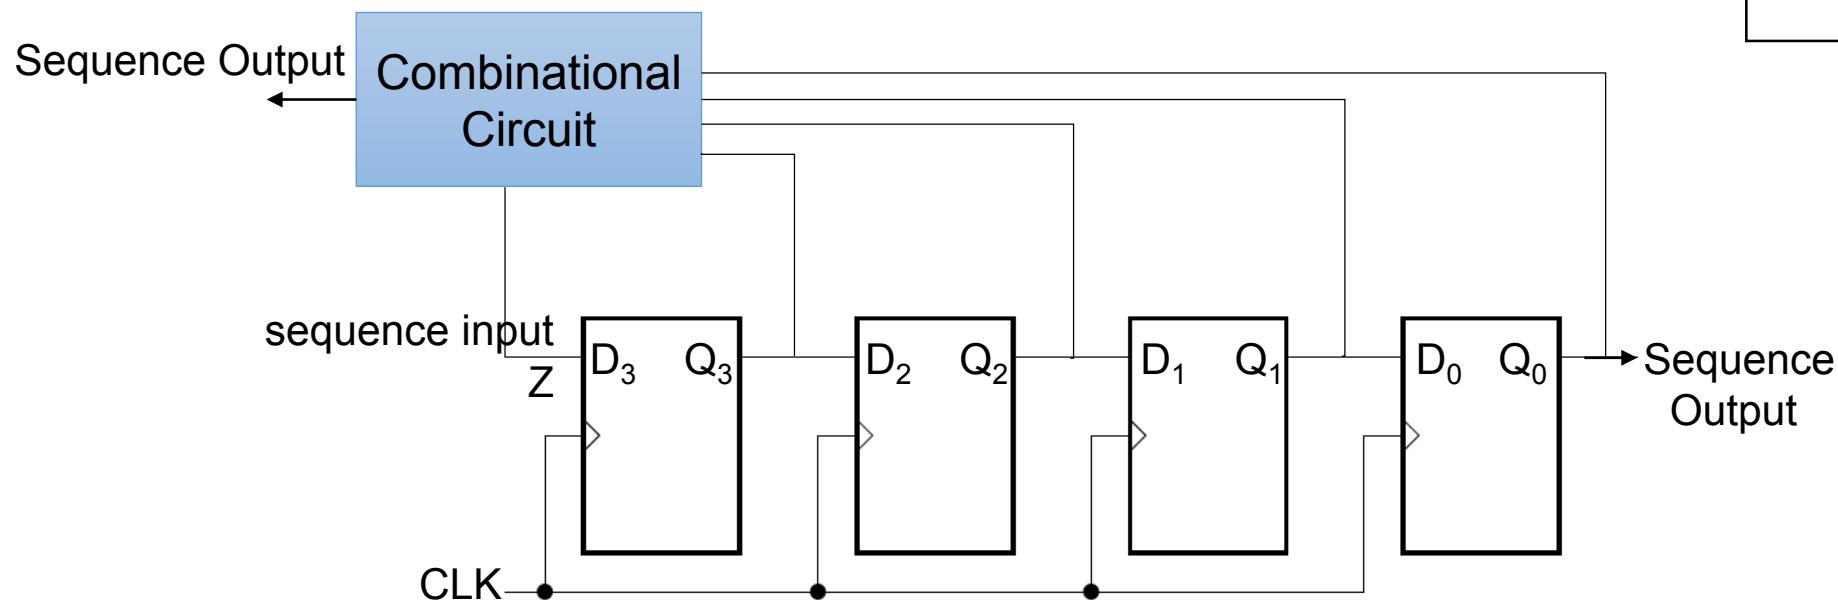 Sequence Output
Combinational
Circuit
sequence input
Z
D₃ Q₃
D₂ Q₂
D₁ Q₁
D₀ Q₀
Sequence
Output
CLK